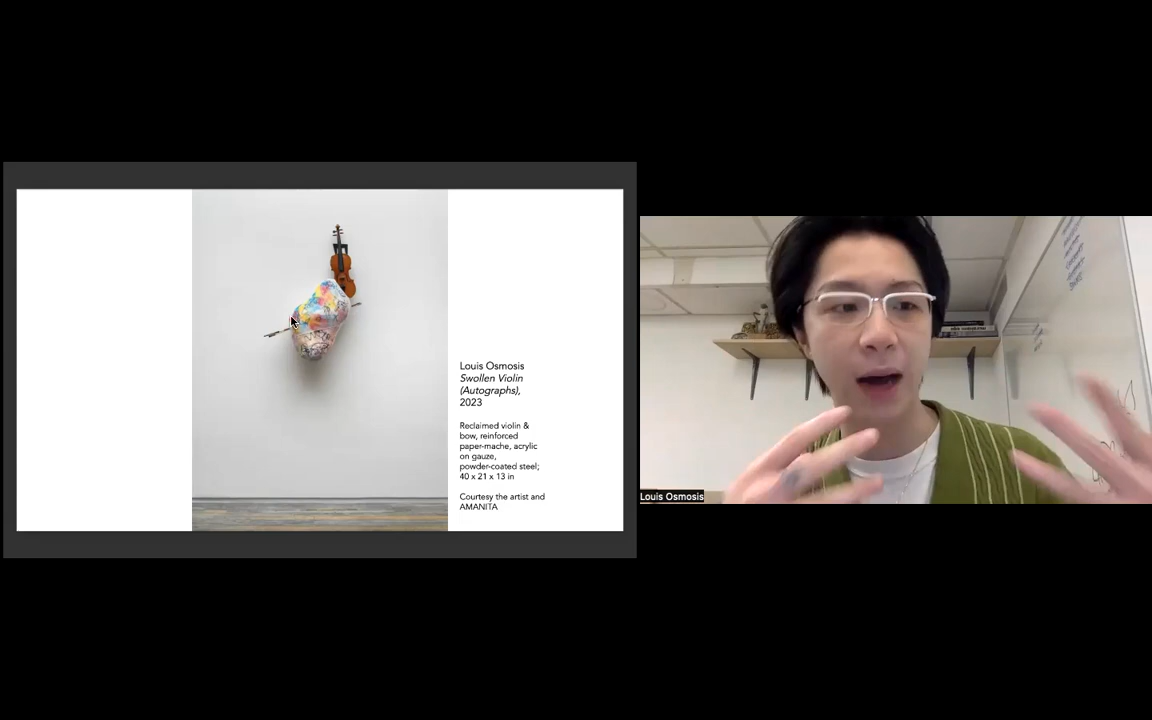 Louis Osmosis
Swollen Violin
(Autographs),
2023
Reclaimed violin &
bow, reinforced
paper-mache, acrylic
on gauze,
powder-coated steel;
40 x 21 x 13 in
Courtesy the artist and
AMANITA
Louis Osmosis